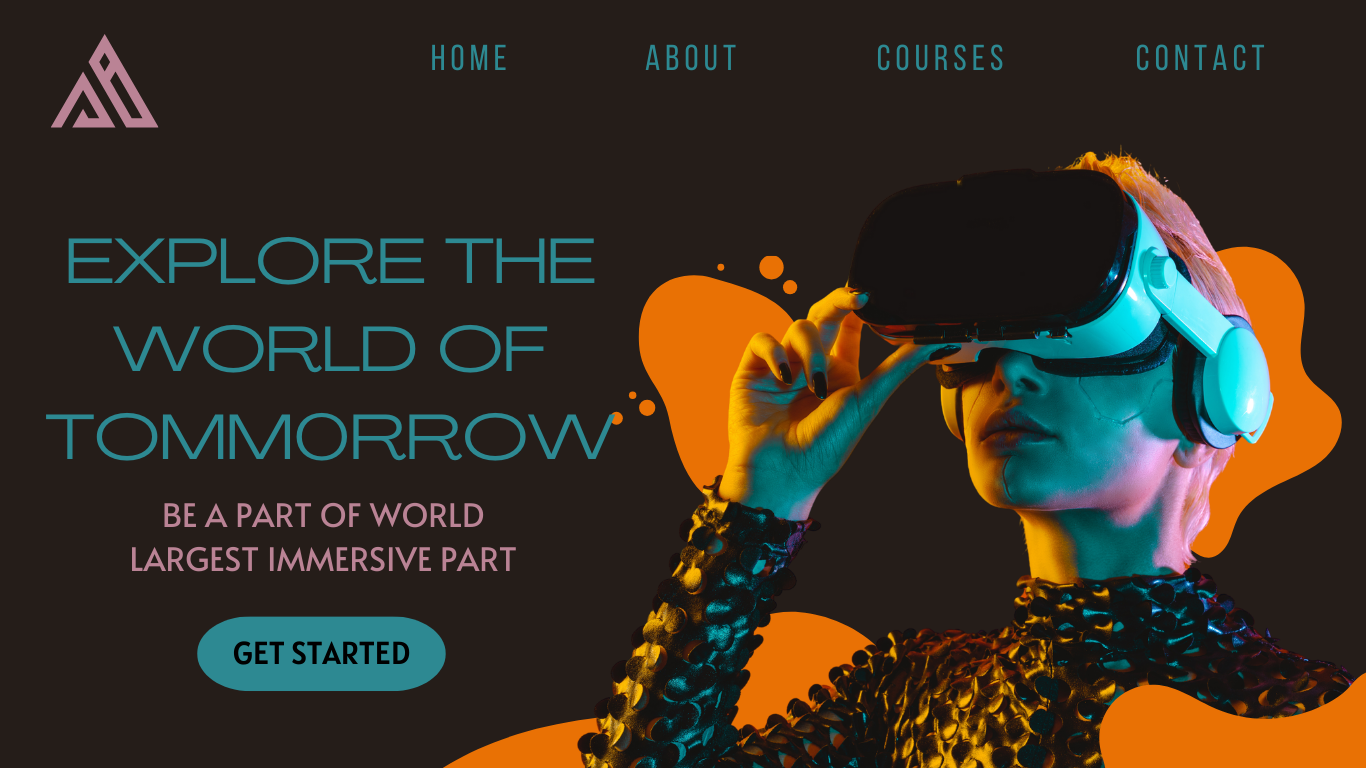 HOME ABOUT COURSES CONTACT
EXPLORE THE
WORLD OF
TOMMORROW
BE A PART OF WORLD
LARGEST IMMERSIVE PART
GET STARTED